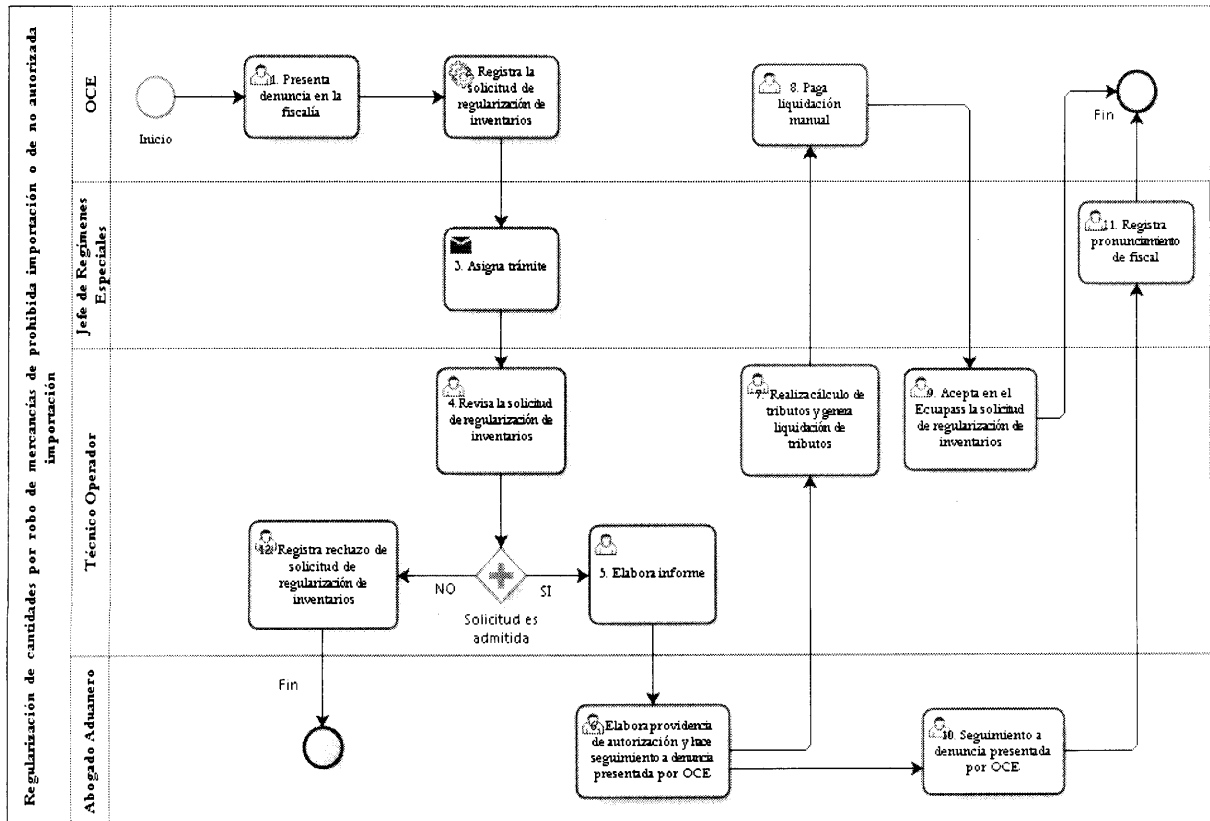 Regularización de cantidades por robo de mercancías de prohibida importación o de no autorizada
importación
OCE
Inicio
1. Presenta
denuncia en la
fiscalía
2. Registra la
solicitud de
regularización de
inventarios
8. Paga
liquidación
manual
Fin
Jefe de Regímenes
Especiales
3. Asigna trámite
11. Registra
pronunciamiento
de fiscal
Técnico Operador
4. Revisa la solicitud
de regularización de
inventarios
7. Realiza cálculo de
tributos y genera
liquidación de
tributos
9. Acepta en el
Ecuapass la solicitud
de regularización de
inventarios
12. Registra rechazo de
solicitud de
regularización de
inventarios
NO
SI
Solicitud es
admitida
5. Elabora informe
Abogado Aduanero
Fin
6. Elabora providencia
de autorización y hace
seguimiento a denuncia
presentada por OCE
10. Seguimiento a
denuncia presentada
por OCE